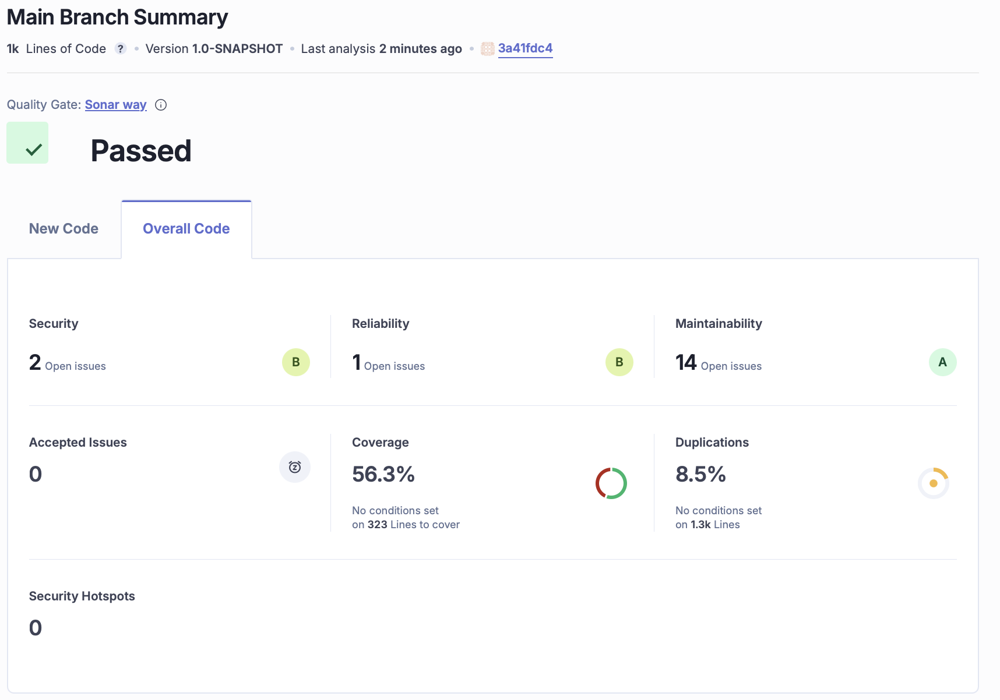 Main Branch Summary
1k Lines of Code ? • Version 1.0-SNAPSHOT • Last analysis 2 minutes ago • 3a41fdc4
Quality Gate: Sonar way
Passed
New Code
Overall Code
Security
2 Open issues
B
Reliability
1 Open issues
B
Maintainability
14 Open issues
A
Accepted Issues
0
Coverage
56.3%
No conditions set
on 323 Lines to cover
Duplications
8.5%
No conditions set
on 1.3k Lines
Security Hotspots
0